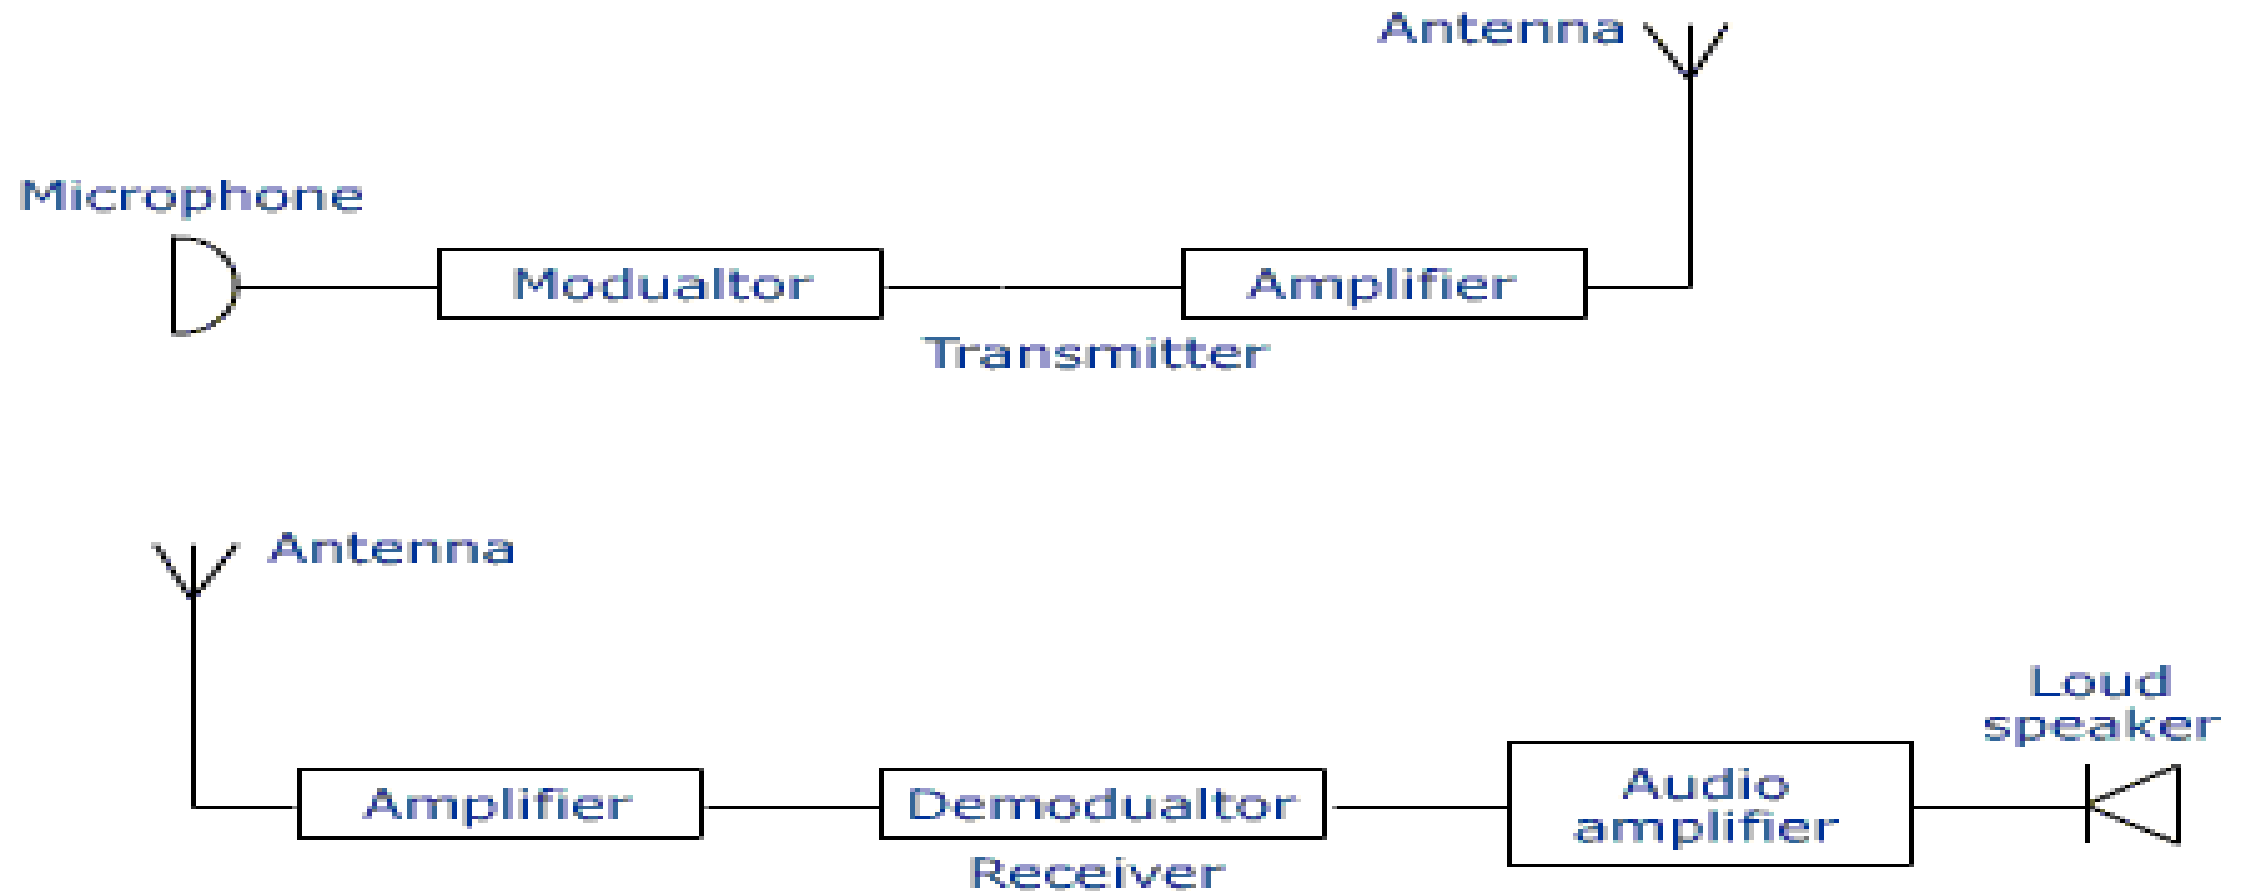 Antenna
Microphone
Modualtor
Amplifier
Transmitter
Antenna
Loud
speaker
Amplifier
Demodualtor
Audio
amplifier
Receiver